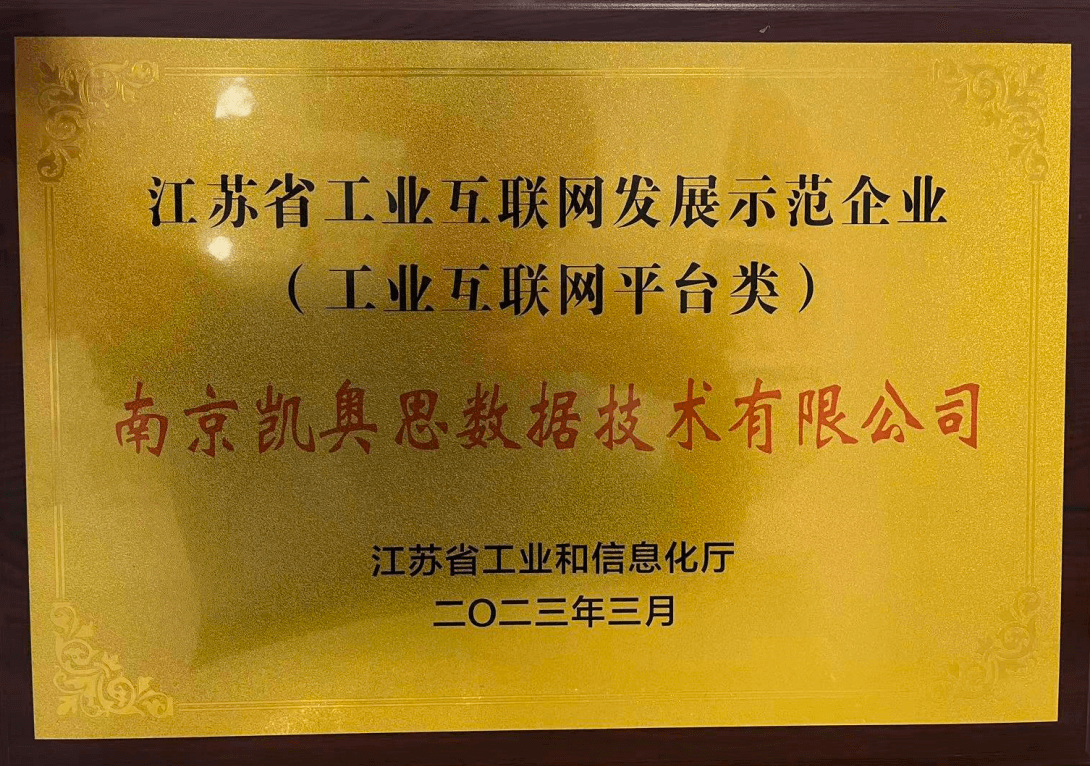 江苏省工业互联网发展示范企业
（工业互联网平台类）
南京凯奥思数据技术有限公司
江苏省工业和信息化厅
二〇二三年三月